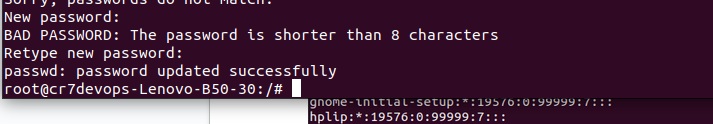 Sorry, passwords do not match.
New password:
BAD PASSWORD: The password is shorter than 8 characters
Retype new password:
passwd: password updated successfully
root@cr7devops-Lenovo-B50-30:/#
gnome-initial-setup:*:19576:0:99999:7:::
hplip:*:19576:0:99999:7:::